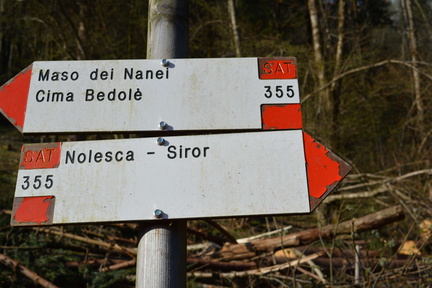 Maso dei Nanei
Cima Bedolè
SAT
355
SAT
355
Nolesca - Siror